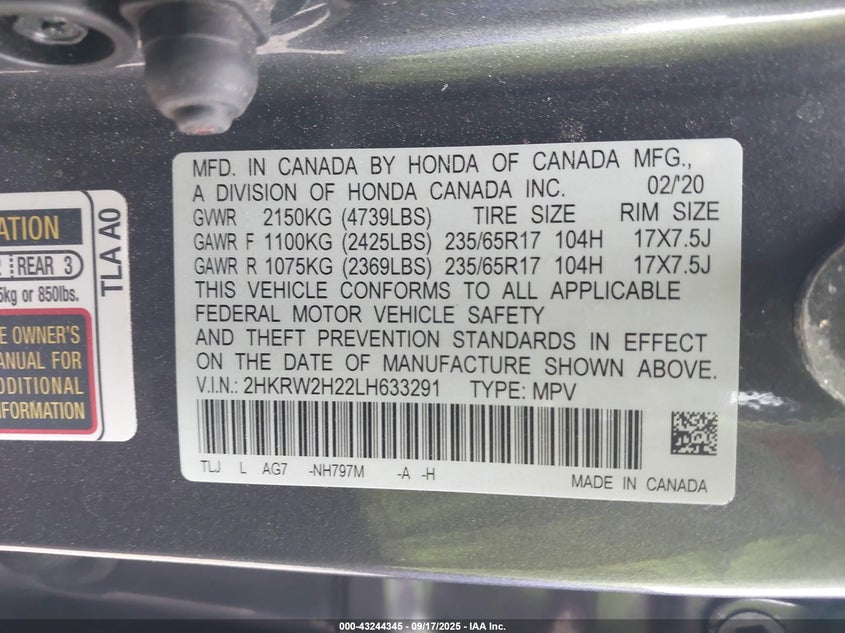 MFD. IN CANADA BY HONDA OF CANADA MFG.,
A DIVISION OF HONDA CANADA INC. 02/'20
GVWR 2150KG (4739LBS) TIRE SIZE RIM SIZE
GAWR F 1100KG (2425LBS) 235/65R17 104H 17X7.5J
GAWR R 1075KG (2369LBS) 235/65R17 104H 17X7.5J
THIS VEHICLE CONFORMS TO ALL APPLICABLE
FEDERAL MOTOR VEHICLE SAFETY
AND THEFT PREVENTION STANDARDS IN EFFECT
ON THE DATE OF MANUFACTURE SHOWN ABOVE.
V.I.N.: 2HKRW2H22LH633291 TYPE: MPV
TLJ L AG7 -NH797M -A -H
MADE IN CANADA
ATION
REAR 3
5kg or 850lbs.
E OWNER'S
ANUAL FOR
DITIONAL
FORMATION
TLA A0
000-43244345 - 09/17/2025 - IAA Inc.